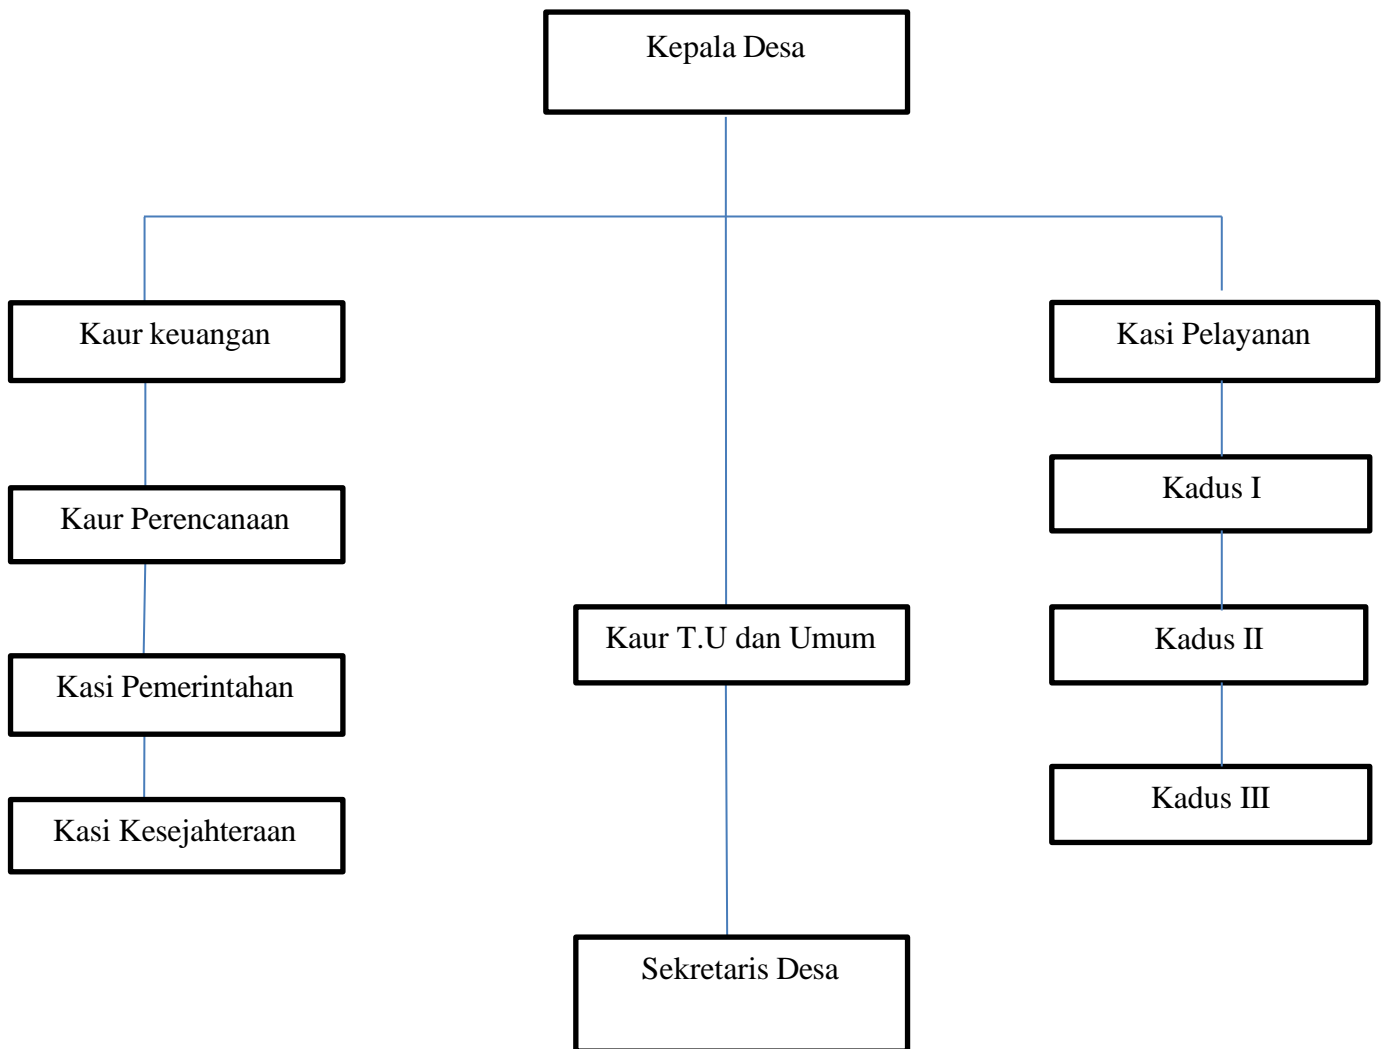 Kepala Desa
Kaur keuangan
Kasi Pelayanan
Kadus I
Kaur Perencanaan
Kaur T.U dan Umum
Kadus II
Kasi Pemerintahan
Kadus III
Kasi Kesejahteraan
Sekretaris Desa